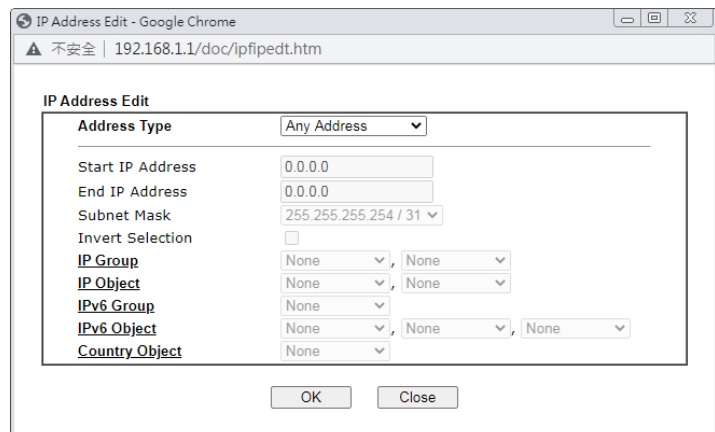 IP Address Edit - Google Chrome
不安全 | 192.168.1.1/doc/ipfipedt.htm
IP Address Edit
Address Type Any Address
Start IP Address 0.0.0.0
End IP Address 0.0.0.0
Subnet Mask 255.255.255.254 / 31
Invert Selection
IP Group None , None
IP Object None , None
IPv6 Group None
IPv6 Object None , None , None
Country Object None
OK Close